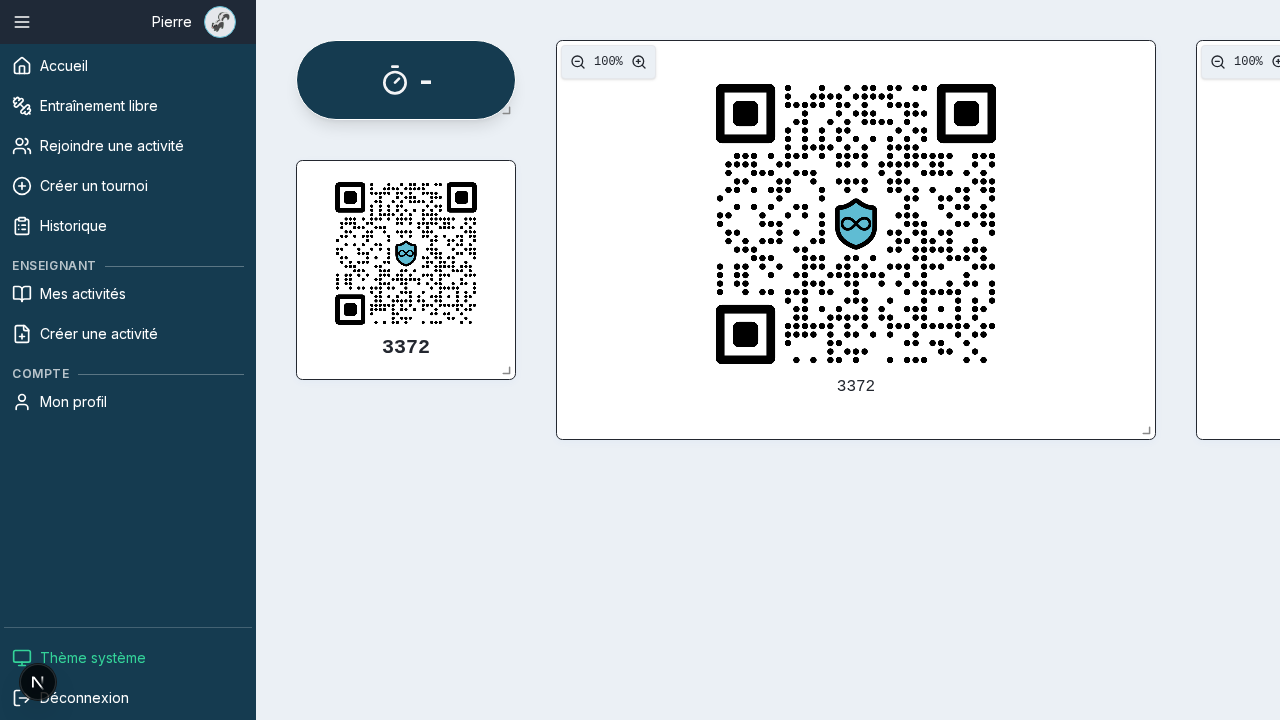 Pierre
Accueil
Entraînement libre
Rejoindre une activité
Créer un tournoi
Historique
ENSEIGNANT
Mes activités
Créer une activité
COMPTE
Mon profil
Thème système
Déconnexion
-
3372
100%
3372
100%